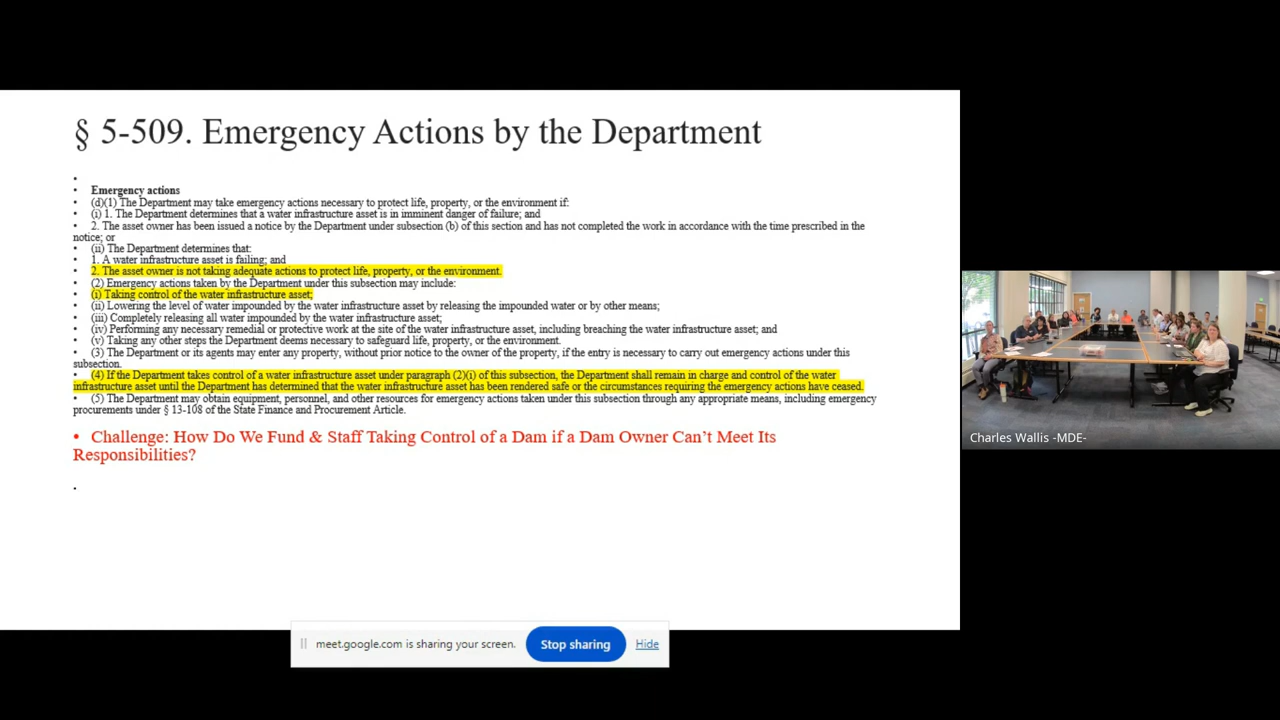 § 5-509. Emergency Actions by the Department
•
• Emergency actions
• (d)(1) The Department may take emergency actions necessary to protect life, property, or the environment if:
• (i) 1. The Department determines that a water infrastructure asset is in imminent danger of failure; and
• 2. The asset owner has been issued a notice by the Department under subsection (b) of this section and has not completed the work in accordance with the time prescribed in the
notice; or
• (ii) The Department determines that:
• 1. A water infrastructure asset is failing; and
• 2. The asset owner is not taking adequate actions to protect life, property, or the environment.
• (2) Emergency actions taken by the Department under this subsection may include:
• (i) Taking control of the water infrastructure asset;
• (ii) Lowering the level of water impounded by the water infrastructure asset by releasing the impounded water or by other means;
• (iii) Completely releasing all water impounded by the water infrastructure asset;
• (iv) Performing any necessary remedial or protective work at the site of the water infrastructure asset, including breaching the water infrastructure asset; and
• (v) Taking any other steps the Department deems necessary to safeguard life, property, or the environment.
• (3) The Department or its agents may enter any property, without prior notice to the owner of the property, if the entry is necessary to carry out emergency actions under this
subsection.
• (4) If the Department takes control of a water infrastructure asset under paragraph (2)(i) of this subsection, the Department shall remain in charge and control of the water
infrastructure asset until the Department has determined that the water infrastructure asset has been rendered safe or the circumstances requiring the emergency actions have ceased.
• (5) The Department may obtain equipment, personnel, and other resources for emergency actions taken under this subsection through any appropriate means, including emergency
procurements under § 13-108 of the State Finance and Procurement Article.
• Challenge: How Do We Fund & Staff Taking Control of a Dam if a Dam Owner Can't Meet Its
Responsibilities?
•
Charles Wallis -MDE-
meet.google.com is sharing your screen. Stop sharing Hide